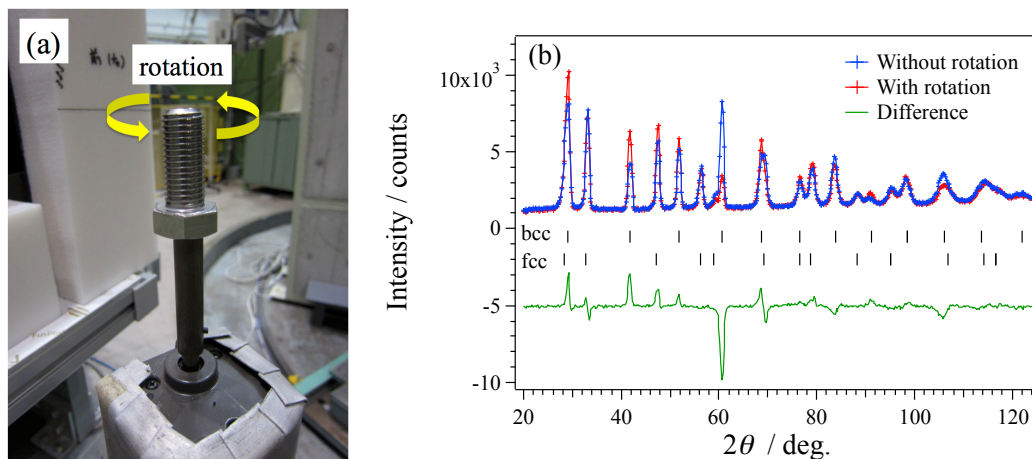 (a)
rotation
(b)
Without rotation
With rotation
Difference
10x10³
5
0
bcc
fcc
-5
-10
Intensity / counts
20
40
60
80
100
120
2θ / deg.